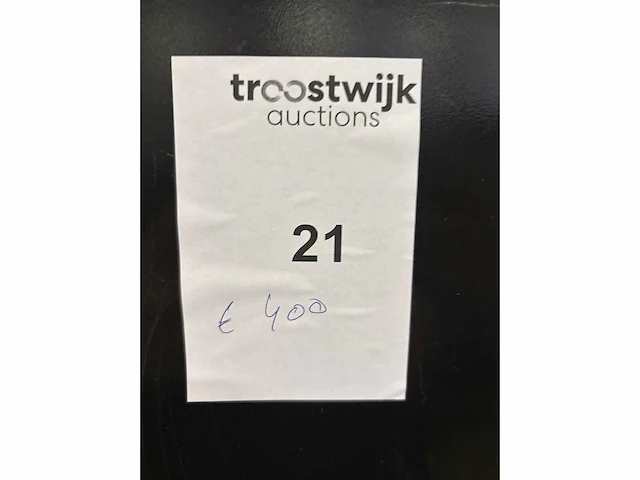 troostwijk
auctions
21
€ 400